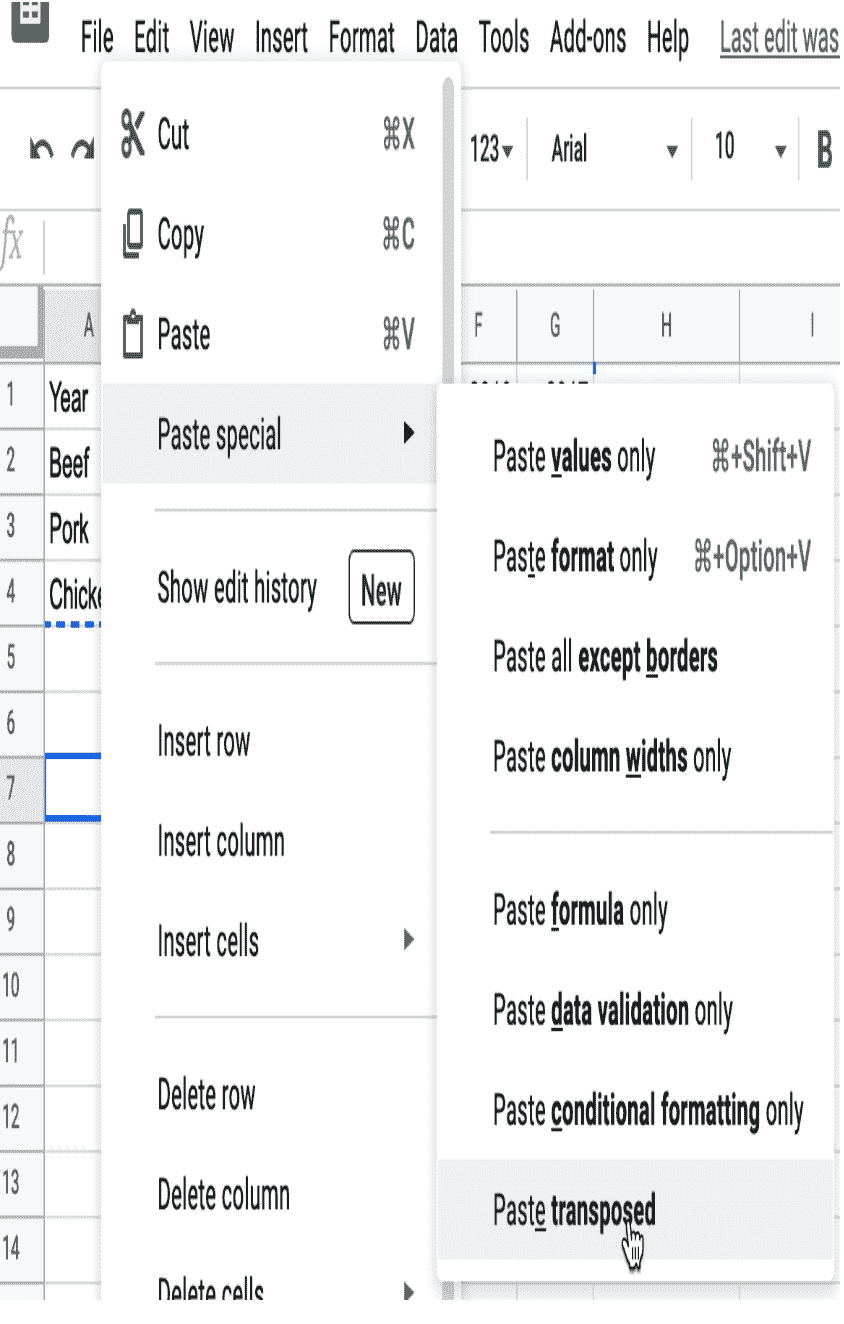 File Edit View Insert Format Data Tools Add-ons Help Last edit was
123 Arial 10 B
fx
A F G H I
1 Year
2 Beef
3 Pork
4 Chicke
5
6
7
8
9
10
11
12
13
14
Cut ⌘X
Copy ⌘C
Paste ⌘V
Paste special
Show edit history New
Insert row
Insert column
Insert cells
Delete row
Delete column
Delete cells
Paste values only ⌘+Shift+V
Paste format only ⌘+Option+V
Paste all except borders
Paste column widths only
Paste formula only
Paste data validation only
Paste conditional formatting only
Paste transposed